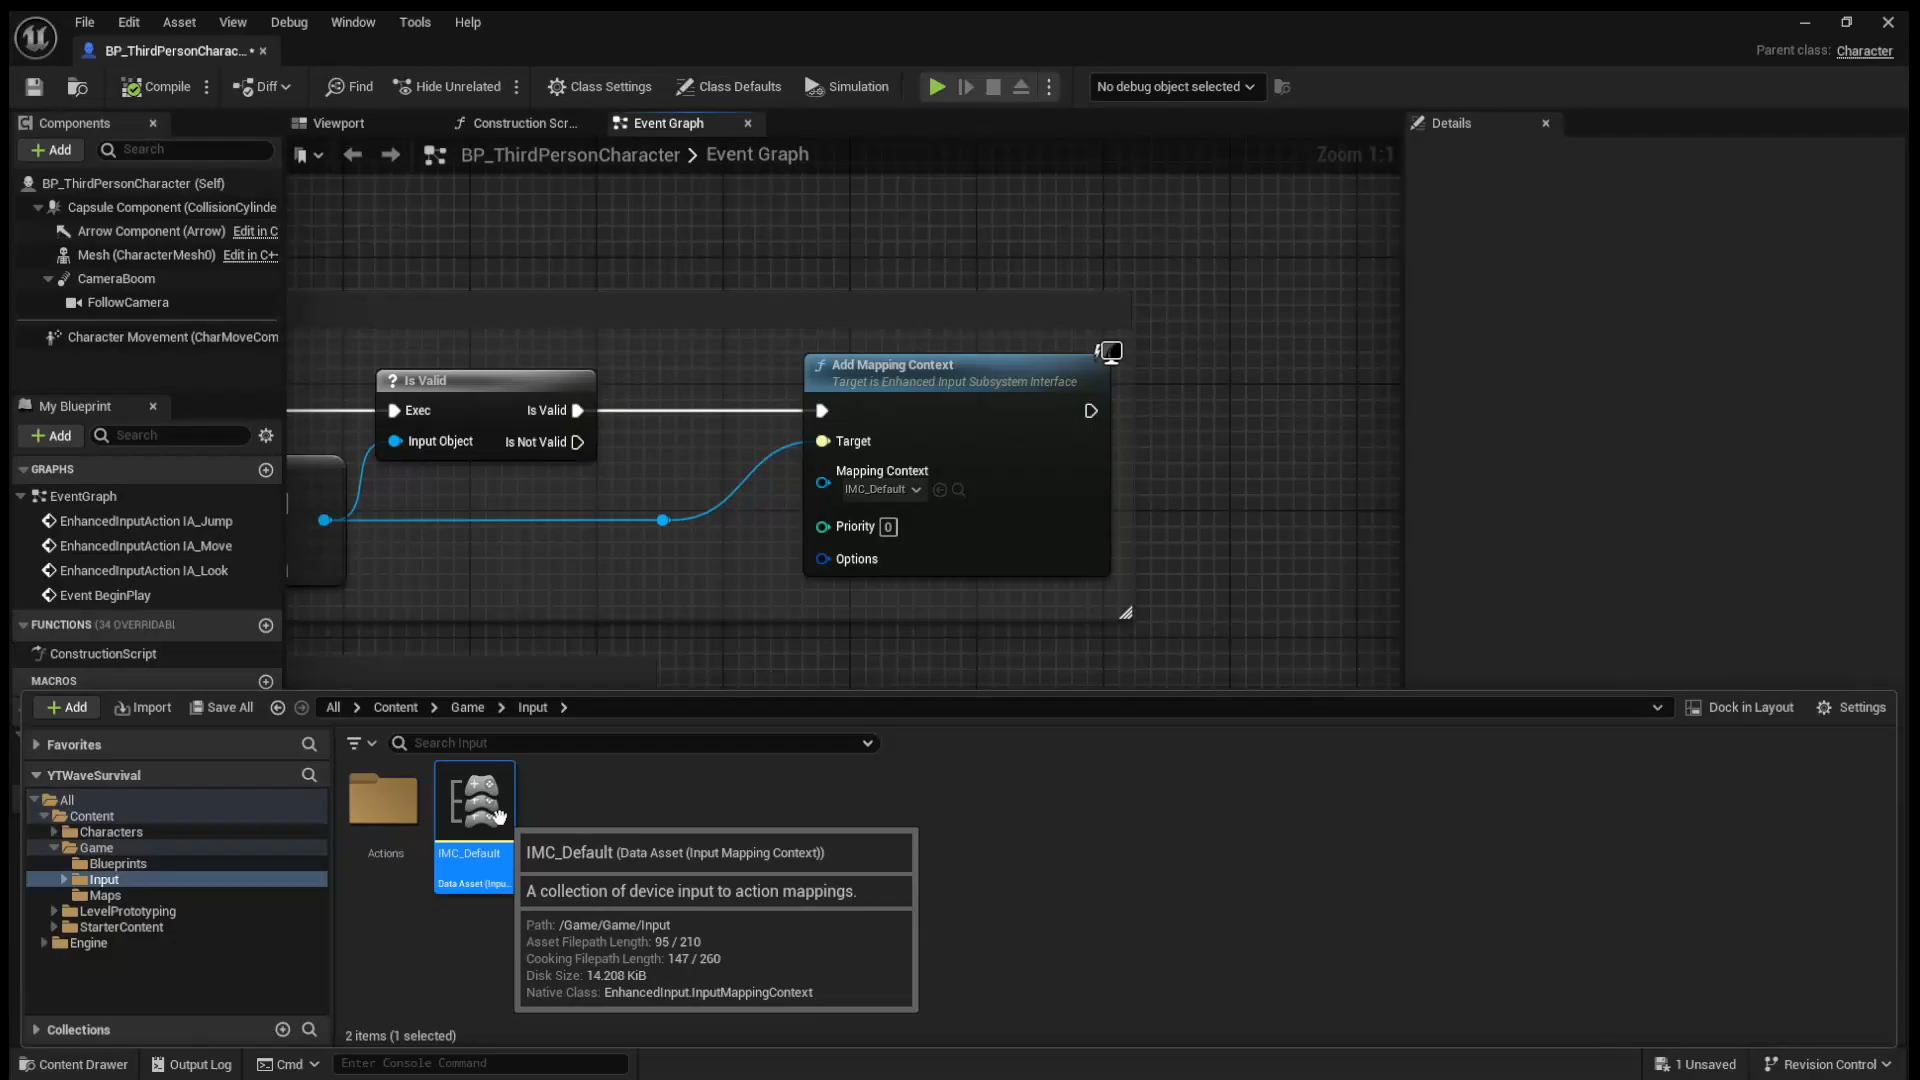 File Edit Asset View Debug Window Tools Help
BP_ThirdPersonCharac... •
Parent class: Character
Compile Diff Find Hide Unrelated Class Settings Class Defaults Simulation No debug object selected
Components
Viewport Construction Scr... Event Graph
Details
Add Search
BP_ThirdPersonCharacter > Event Graph
Zoom 1:1
BP_ThirdPersonCharacter (Self)
Capsule Component (CollisionCylinde
Arrow Component (Arrow) Edit in C
Mesh (CharacterMesh0) Edit in C++
CameraBoom
FollowCamera
Character Movement (CharMoveCom
Add Mapping Context
Target is Enhanced Input Subsystem Interface
? Is Valid
Exec Is Valid
Input Object Is Not Valid
Target
Mapping Context
IMC_Default
Priority 0
Options
My Blueprint
Add Search
GRAPHS
EventGraph
EnhancedInputAction IA_Jump
EnhancedInputAction IA_Move
EnhancedInputAction IA_Look
Event BeginPlay
FUNCTIONS (34 OVERRIDABL
ConstructionScript
MACROS
Add Import Save All All > Content > Game > Input >
Dock in Layout Settings
Favorites
Search Input
YTWaveSurvival
All
Content
Characters
Game
Blueprints
Input
Maps
LevelPrototyping
StarterContent
Engine
Collections
Actions
IMC_Default
Data Asset (Inpu...
IMC_Default (Data Asset (Input Mapping Context))
A collection of device input to action mappings.
Path: /Game/Game/Input
Asset Filepath Length: 95 / 210
Cooking Filepath Length: 147 / 260
Disk Size: 14.208 KiB
Native Class: EnhancedInput.InputMappingContext
2 items (1 selected)
Content Drawer Output Log Cmd Enter Console Command
1 Unsaved Revision Control